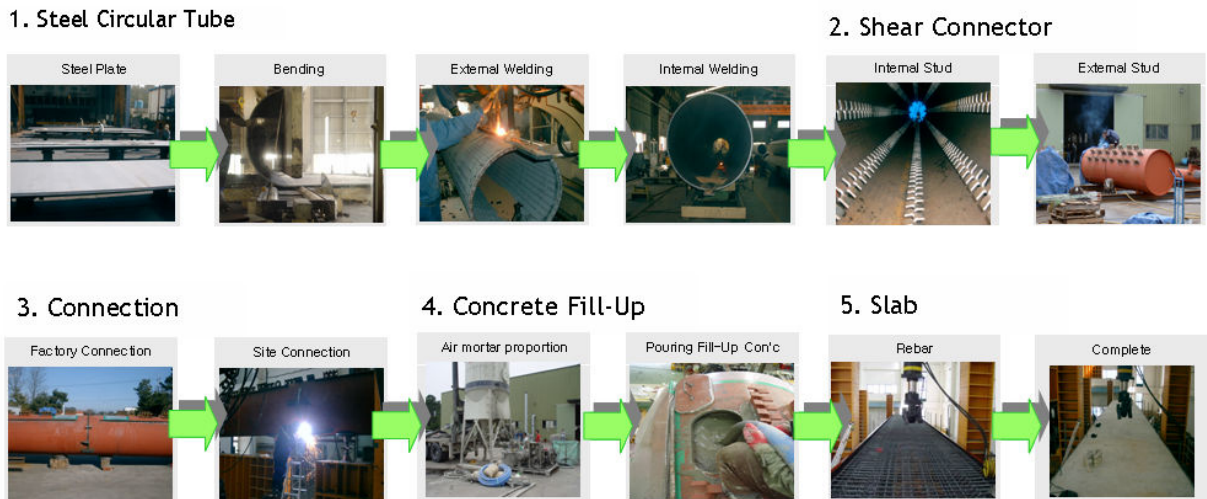 1. Steel Circular Tube
2. Shear Connector
Steel Plate
Bending
External Welding
Internal Welding
Internal Stud
External Stud
3. Connection
4. Concrete Fill-Up
5. Slab
Factory Connection
Site Connection
Air mortar proportion
Pouring Fill-Up Con'c
Rebar
Complete